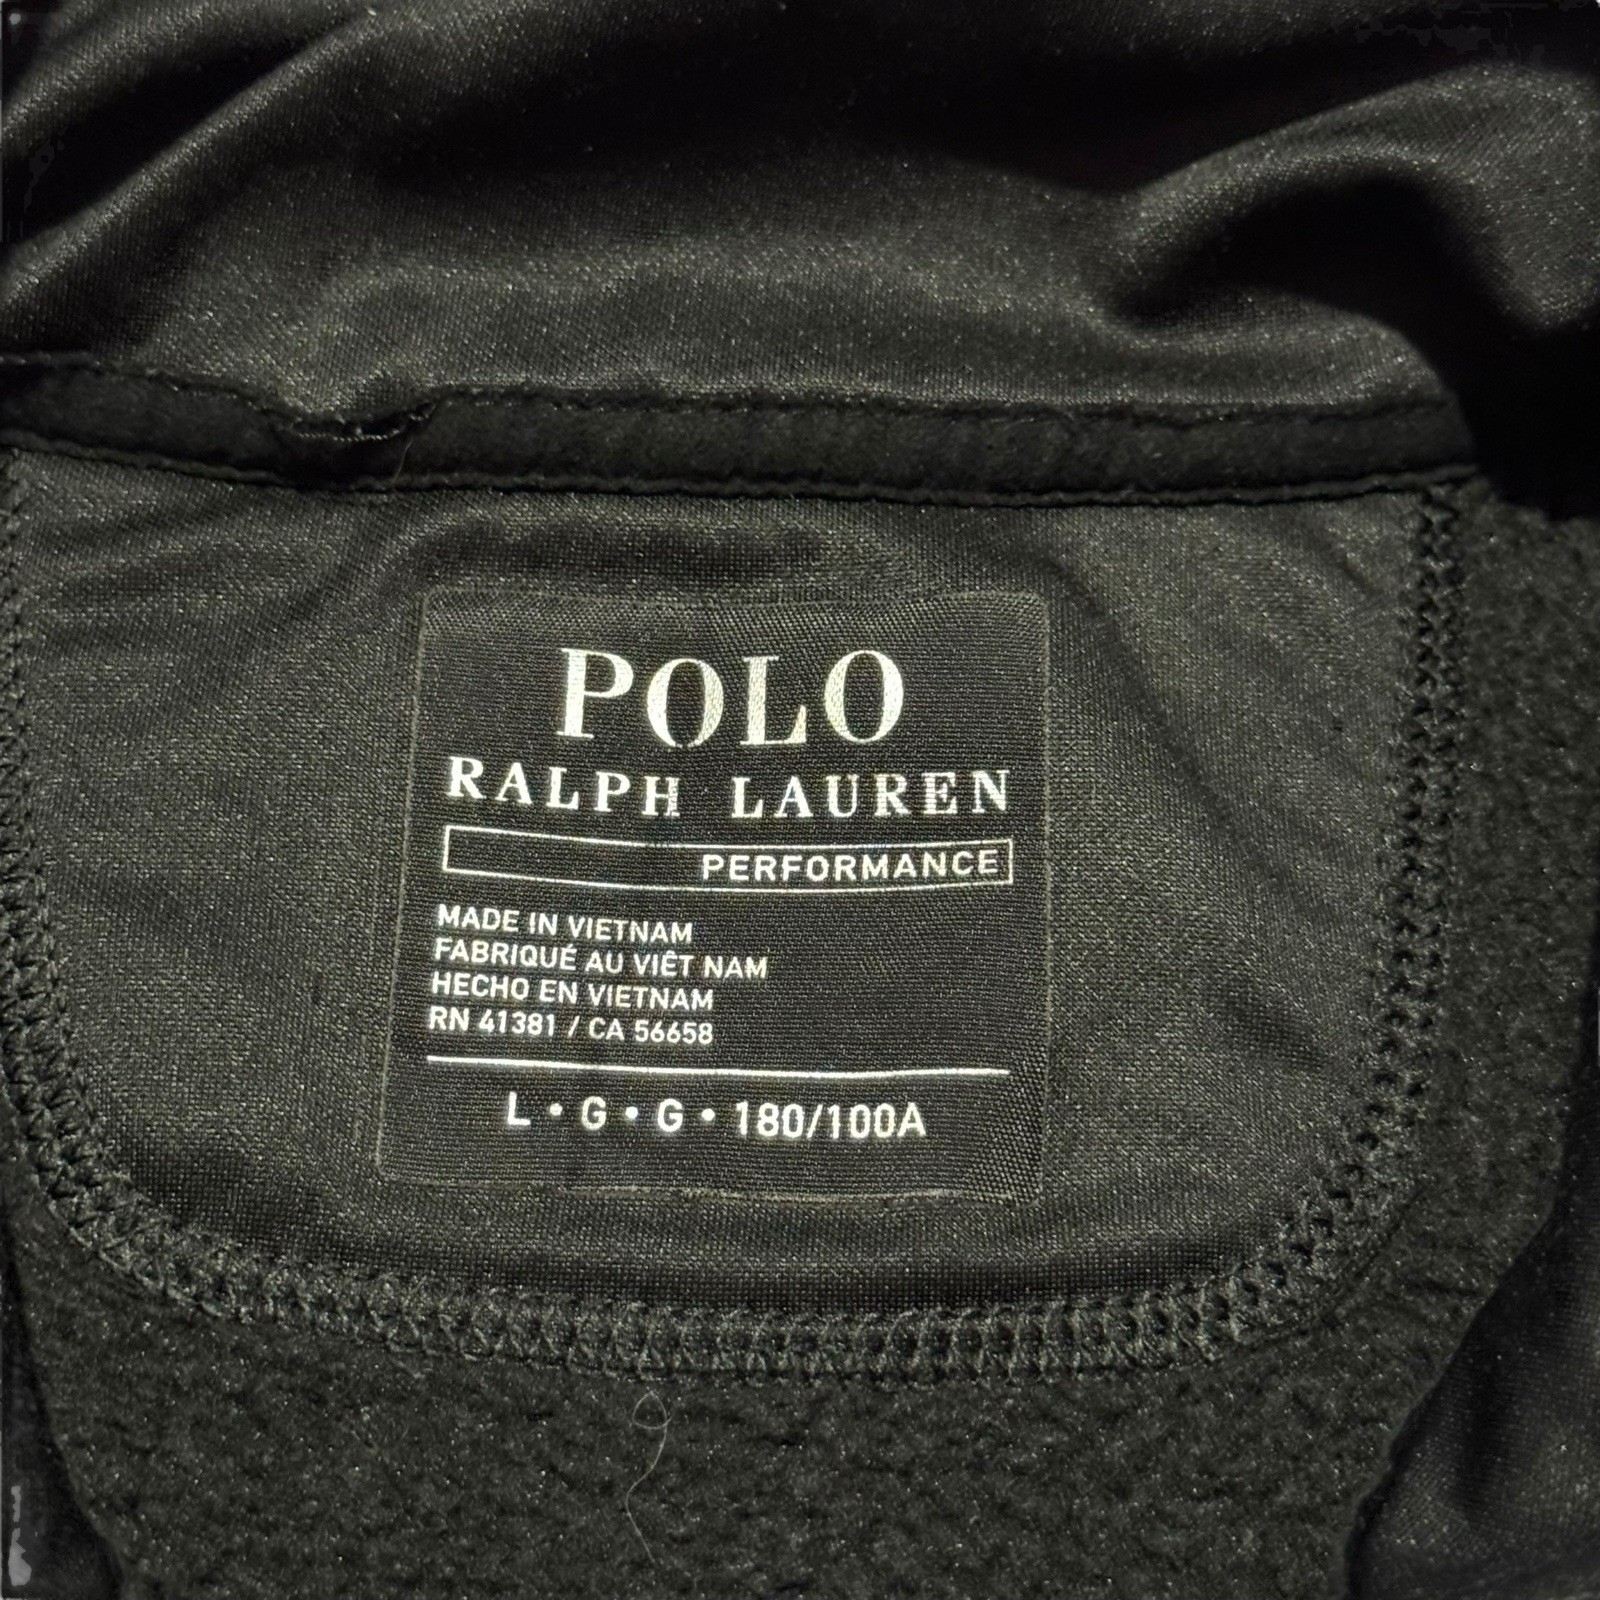 POLO
RALPH LAUREN
PERFORMANCE
MADE IN VIETNAM
FABRIQUÉ AU VIÊT NAM
HECHO EN VIETNAM
RN 41381 / CA 56658
L • G • G • 180/100A